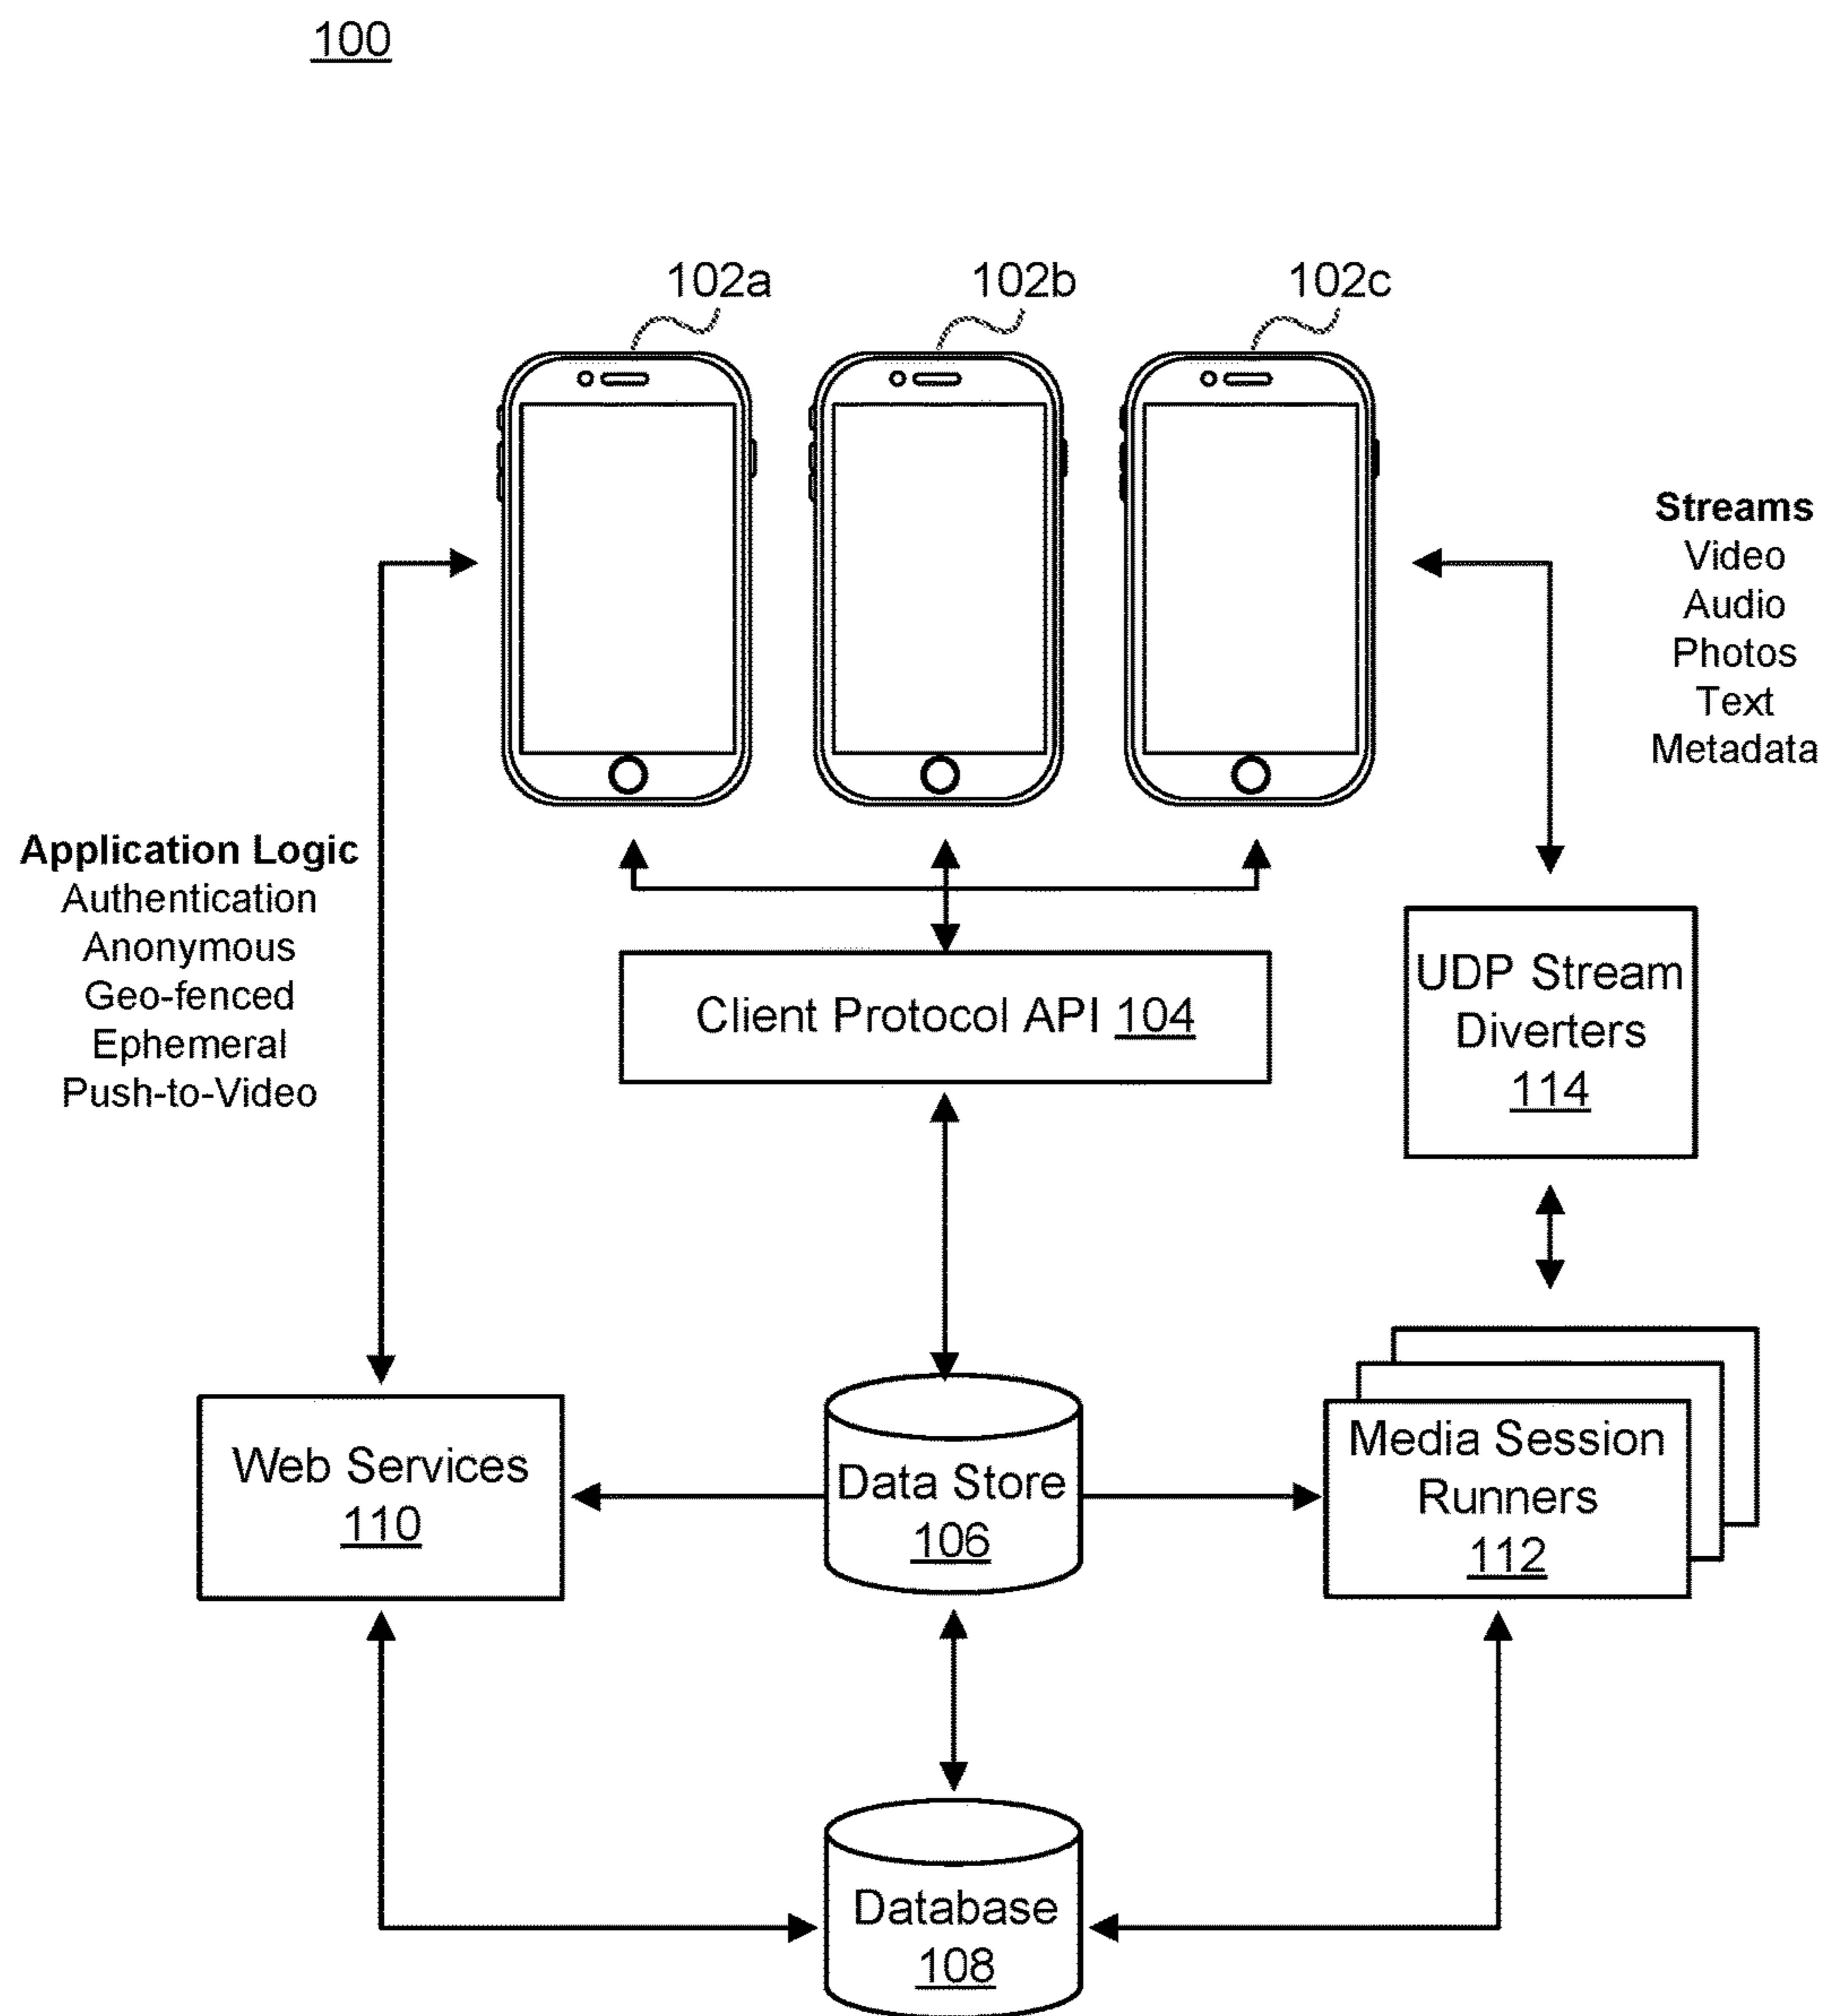 100
102a
102b
102c
Streams
Video
Audio
Photos
Text
Metadata
Application Logic
Authentication
Anonymous
Geo-fenced
Ephemeral
Push-to-Video
Client Protocol API 104
UDP Stream
Diverters
114
Web Services
110
Data Store
106
Media Session
Runners
112
Database
108